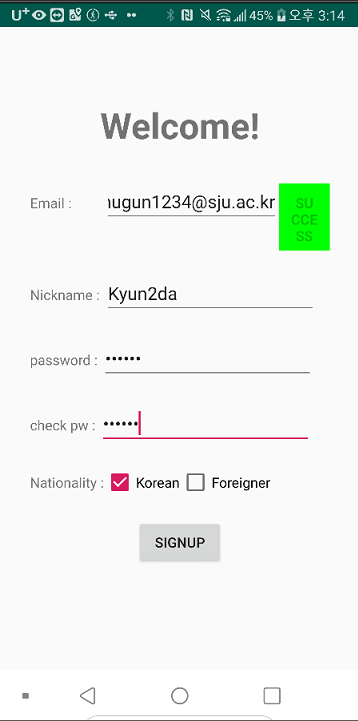 U+ 45% 오후 3:14
Welcome!
Email : nugun1234@sju.ac.kr SU
CCE
SS
Nickname : Kyun2da
password : ••••••
check pw : ••••••
Nationality : Korean Foreigner
SIGNUP